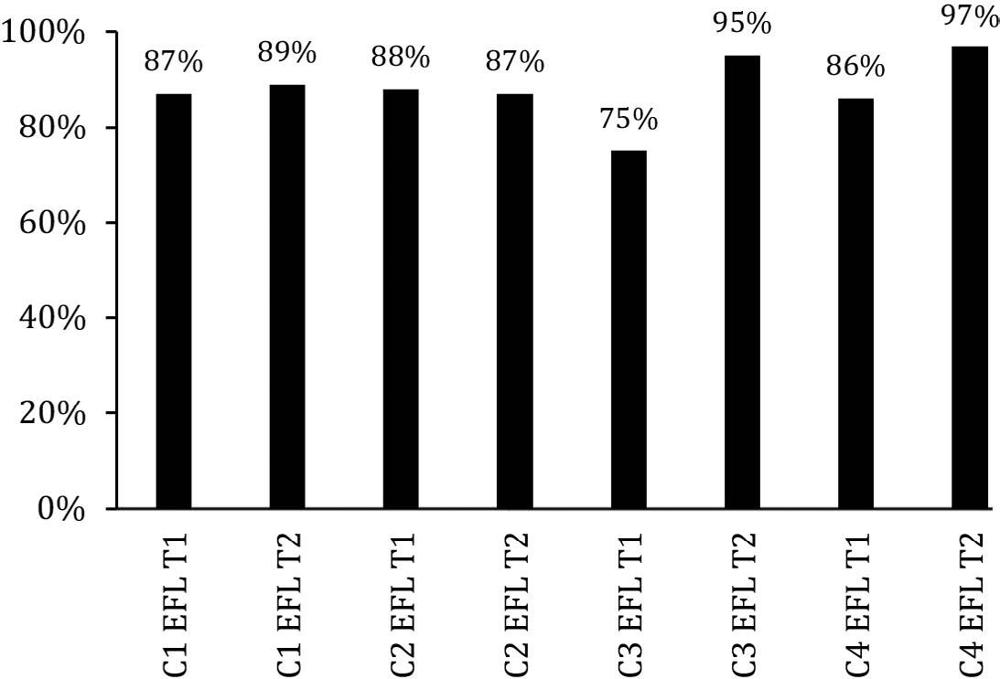 100%
80%
60%
40%
20%
0%
87%
89%
88%
87%
75%
95%
86%
97%
C1 EFL T1
C1 EFL T2
C2 EFL T1
C2 EFL T2
C3 EFL T1
C3 EFL T2
C4 EFL T1
C4 EFL T2